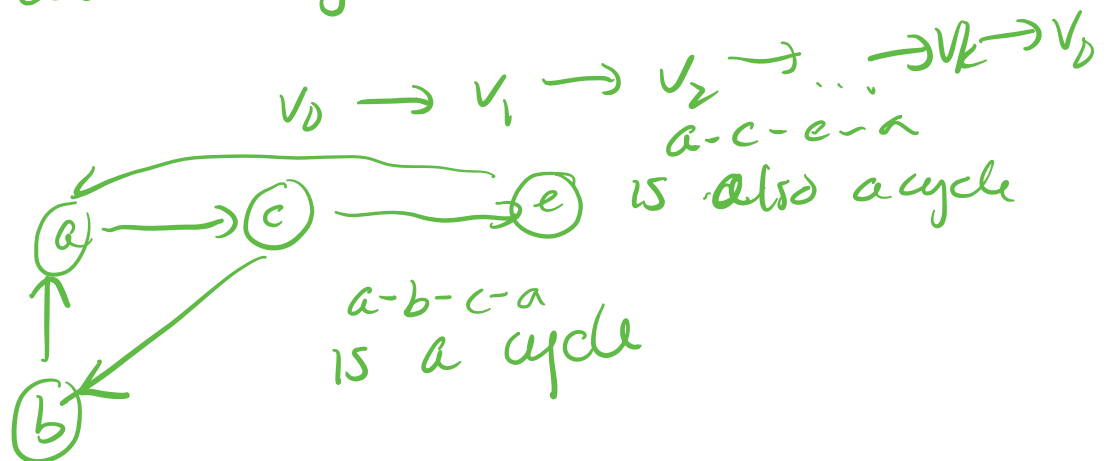 V₀ → V₁ → V₂ → ... → Vk → V₀
a-c-e-a
is also a cycle
a c e
a-b-c-a
is a cycle
b